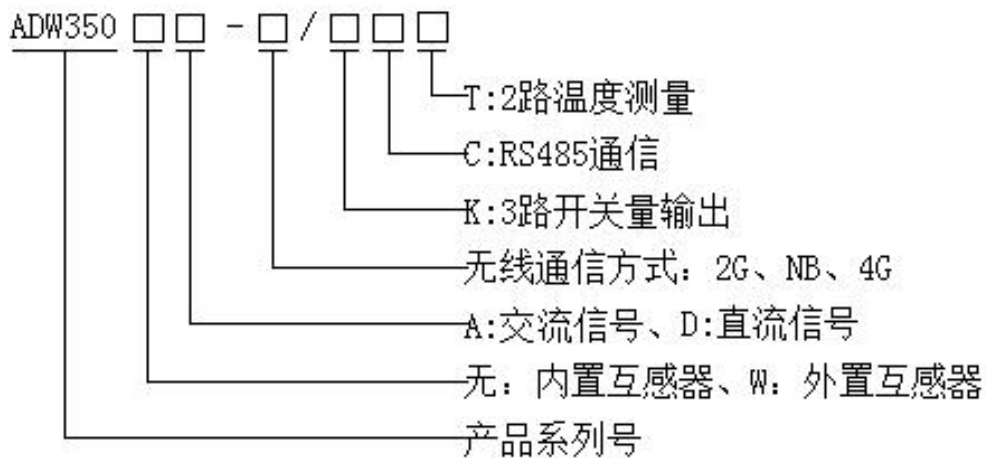 ADW350 □□-□/□□□
T:2路温度测量
C:RS485通信
K:3路开关量输出
无线通信方式：2G、NB、4G
A:交流信号、D:直流信号
无：内置互感器、W：外置互感器
产品系列号